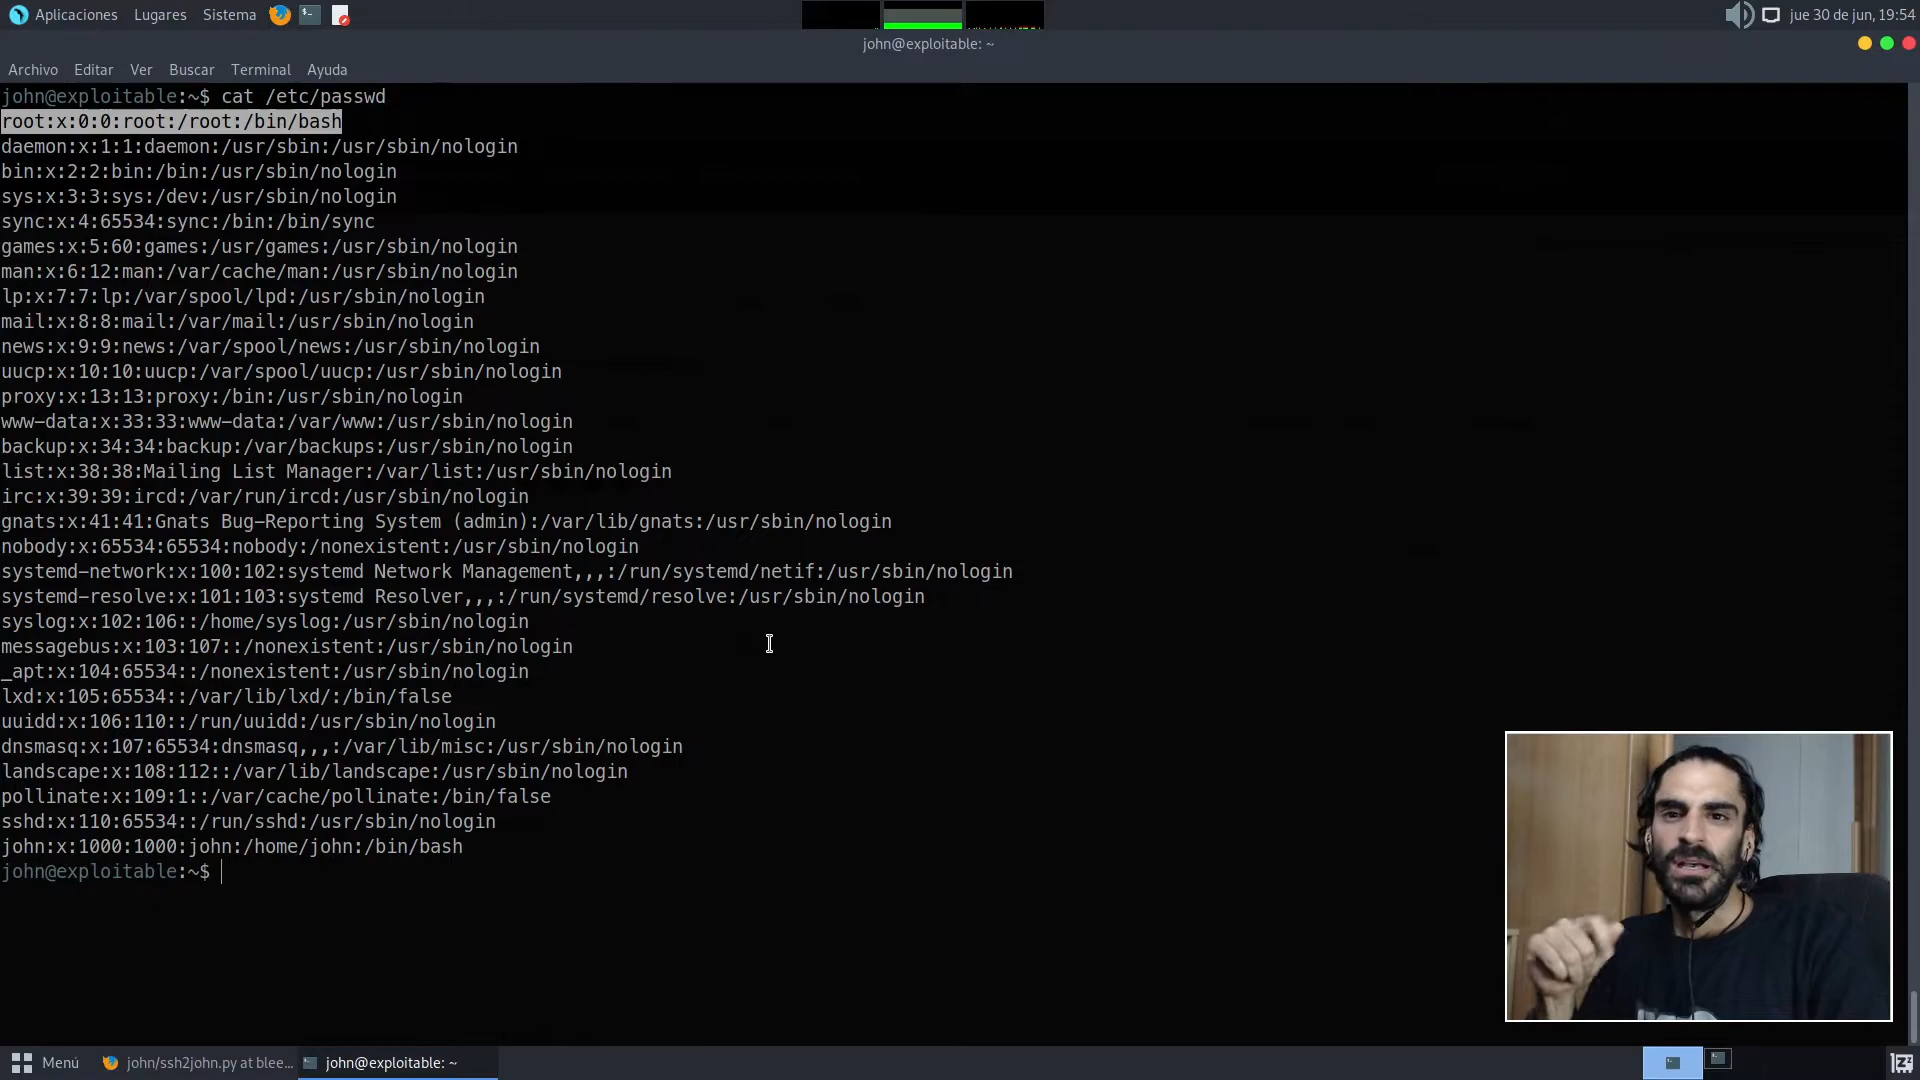 Aplicaciones Lugares Sistema jue 30 de jun, 19:54
john@exploitable: ~
Archivo Editar Ver Buscar Terminal Ayuda
john@exploitable:~$ cat /etc/passwd
root:x:0:0:root:/root:/bin/bash
daemon:x:1:1:daemon:/usr/sbin:/usr/sbin/nologin
bin:x:2:2:bin:/bin:/usr/sbin/nologin
sys:x:3:3:sys:/dev:/usr/sbin/nologin
sync:x:4:65534:sync:/bin:/bin/sync
games:x:5:60:games:/usr/games:/usr/sbin/nologin
man:x:6:12:man:/var/cache/man:/usr/sbin/nologin
lp:x:7:7:lp:/var/spool/lpd:/usr/sbin/nologin
mail:x:8:8:mail:/var/mail:/usr/sbin/nologin
news:x:9:9:news:/var/spool/news:/usr/sbin/nologin
uucp:x:10:10:uucp:/var/spool/uucp:/usr/sbin/nologin
proxy:x:13:13:proxy:/bin:/usr/sbin/nologin
www-data:x:33:33:www-data:/var/www:/usr/sbin/nologin
backup:x:34:34:backup:/var/backups:/usr/sbin/nologin
list:x:38:38:Mailing List Manager:/var/list:/usr/sbin/nologin
irc:x:39:39:ircd:/var/run/ircd:/usr/sbin/nologin
gnats:x:41:41:Gnats Bug-Reporting System (admin):/var/lib/gnats:/usr/sbin/nologin
nobody:x:65534:65534:nobody:/nonexistent:/usr/sbin/nologin
systemd-network:x:100:102:systemd Network Management,,,:/run/systemd/netif:/usr/sbin/nologin
systemd-resolve:x:101:103:systemd Resolver,,,:/run/systemd/resolve:/usr/sbin/nologin
syslog:x:102:106::/home/syslog:/usr/sbin/nologin
messagebus:x:103:107::/nonexistent:/usr/sbin/nologin
_apt:x:104:65534::/nonexistent:/usr/sbin/nologin
lxd:x:105:65534::/var/lib/lxd/:/bin/false
uuidd:x:106:110::/run/uuidd:/usr/sbin/nologin
dnsmasq:x:107:65534:dnsmasq,,,:/var/lib/misc:/usr/sbin/nologin
landscape:x:108:112::/var/lib/landscape:/usr/sbin/nologin
pollinate:x:109:1::/var/cache/pollinate:/bin/false
sshd:x:110:65534::/run/sshd:/usr/sbin/nologin
john:x:1000:1000:john:/home/john:/bin/bash
john@exploitable:~$
Menú john/ssh2john.py at blee... john@exploitable: ~